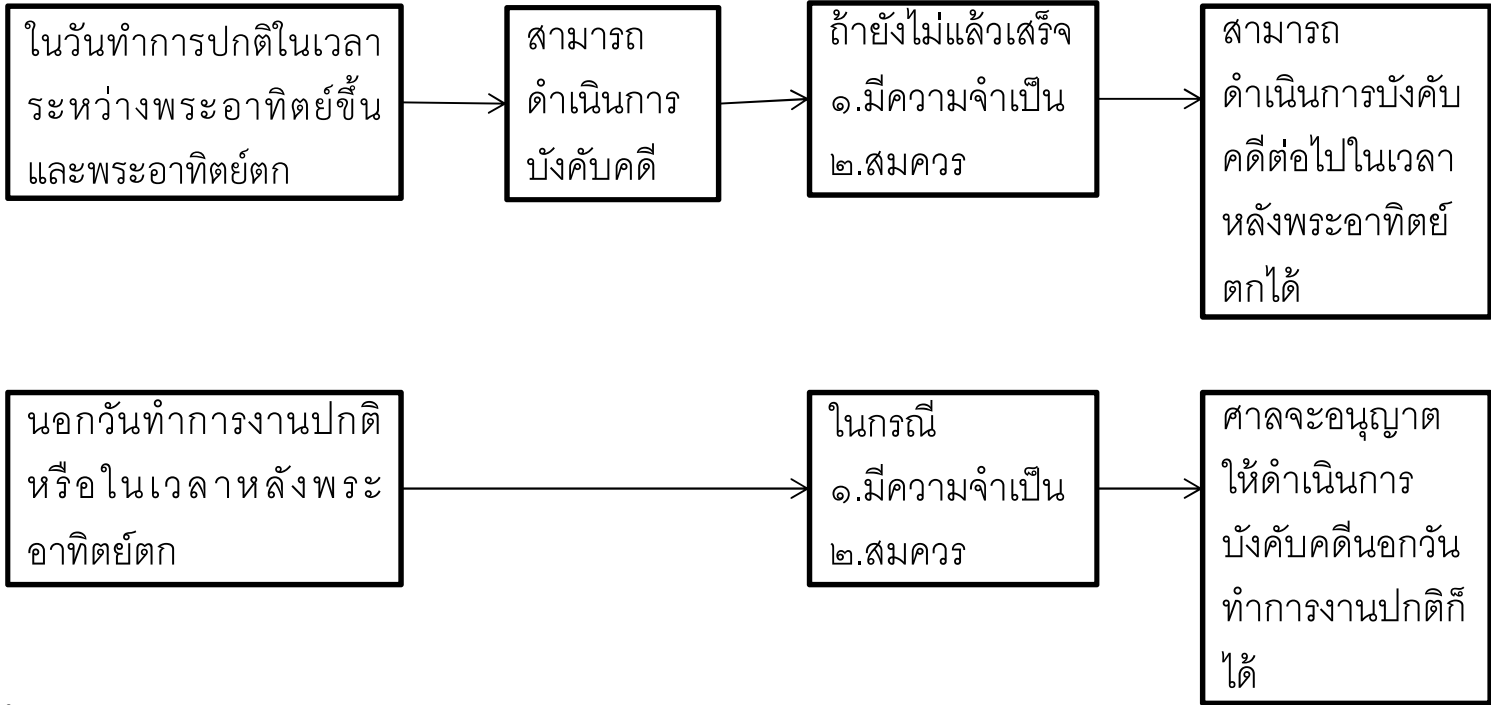 ในวันทำการปกติในเวลา
ระหว่างพระอาทิตย์ขึ้น
และพระอาทิตย์ตก
สามารถ
ดำเนินการ
บังคับคดี
ถ้ายังไม่แล้วเสร็จ
๑.มีความจำเป็น
๒.สมควร
สามารถ
ดำเนินการบังคับ
คดีต่อไปในเวลา
หลังพระอาทิตย์
ตกได้
นอกวันทำการงานปกติ
หรือในเวลาหลังพระ
อาทิตย์ตก
ในกรณี
๑.มีความจำเป็น
๒.สมควร
ศาลจะอนุญาต
ให้ดำเนินการ
บังคับคดีนอกวัน
ทำการงานปกติก็
ได้